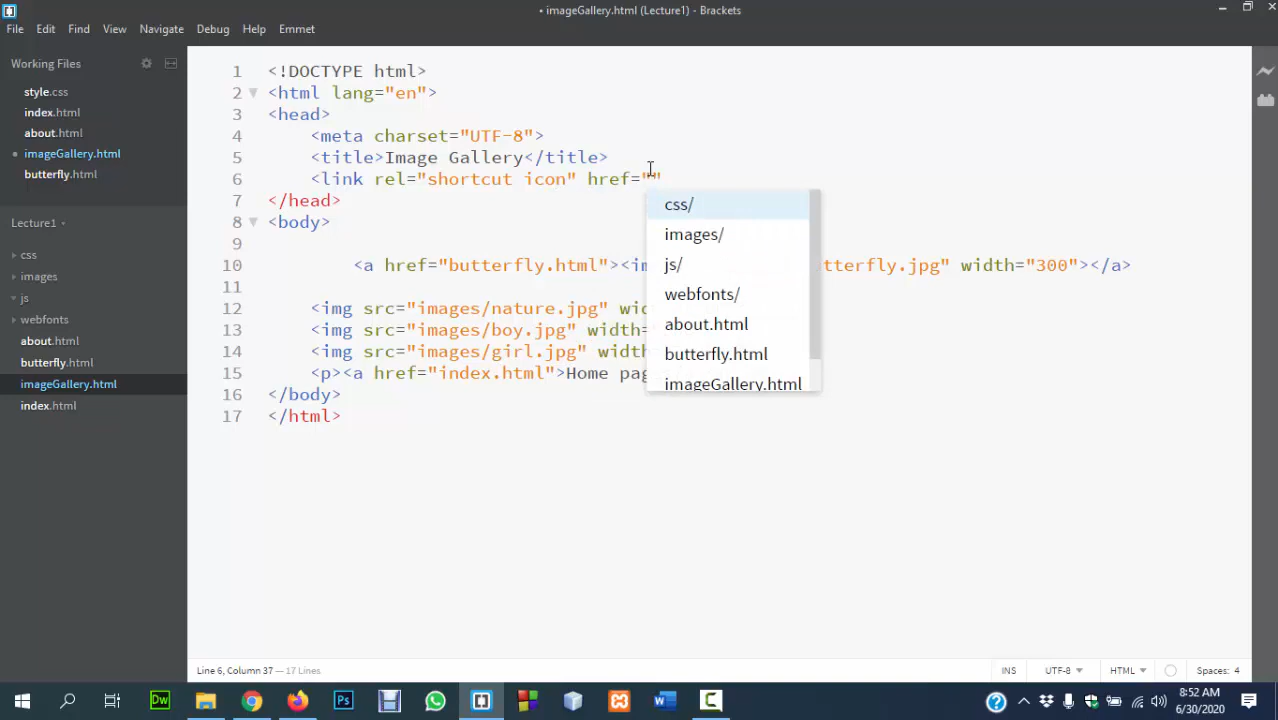 • imageGallery.html (Lecture1) - Brackets
File Edit Find View Navigate Debug Help Emmet
Working Files
style.css
index.html
about.html
• imageGallery.html
butterfly.html
Lecture1
css
images
js
webfonts
about.html
butterfly.html
imageGallery.html
index.html
1 <!DOCTYPE html>
2 <html lang="en">
3 <head>
4 <meta charset="UTF-8">
5 <title>Image Gallery</title>
6 <link rel="shortcut icon" href=""
7 </head>
8 <body>
9
10 <a href="butterfly.html"><im tterfly.jpg" width="300"></a>
11
12 <img src="images/nature.jpg" wid
13 <img src="images/boy.jpg" width=
14 <img src="images/girl.jpg" width
15 <p><a href="index.html">Home pag
16 </body>
17 </html>
css/
images/
js/
webfonts/
about.html
butterfly.html
imageGallery.html
Line 6, Column 37 — 17 Lines
INS UTF-8 HTML Spaces: 4
Dw Ps
8:52 AM
6/30/2020